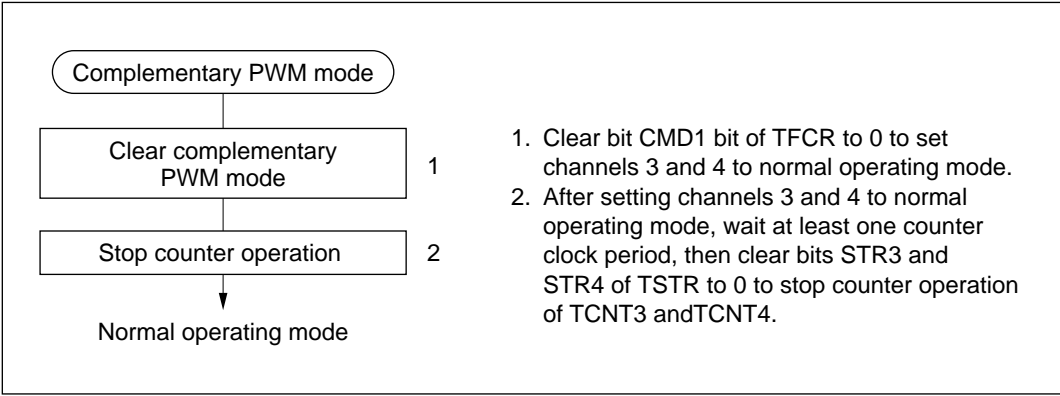 Complementary PWM mode
Clear complementary
PWM mode
1
Stop counter operation
2
Normal operating mode
1. Clear bit CMD1 bit of TFCR to 0 to set
channels 3 and 4 to normal operating mode.
2. After setting channels 3 and 4 to normal
operating mode, wait at least one counter
clock period, then clear bits STR3 and
STR4 of TSTR to 0 to stop counter operation
of TCNT3 andTCNT4.